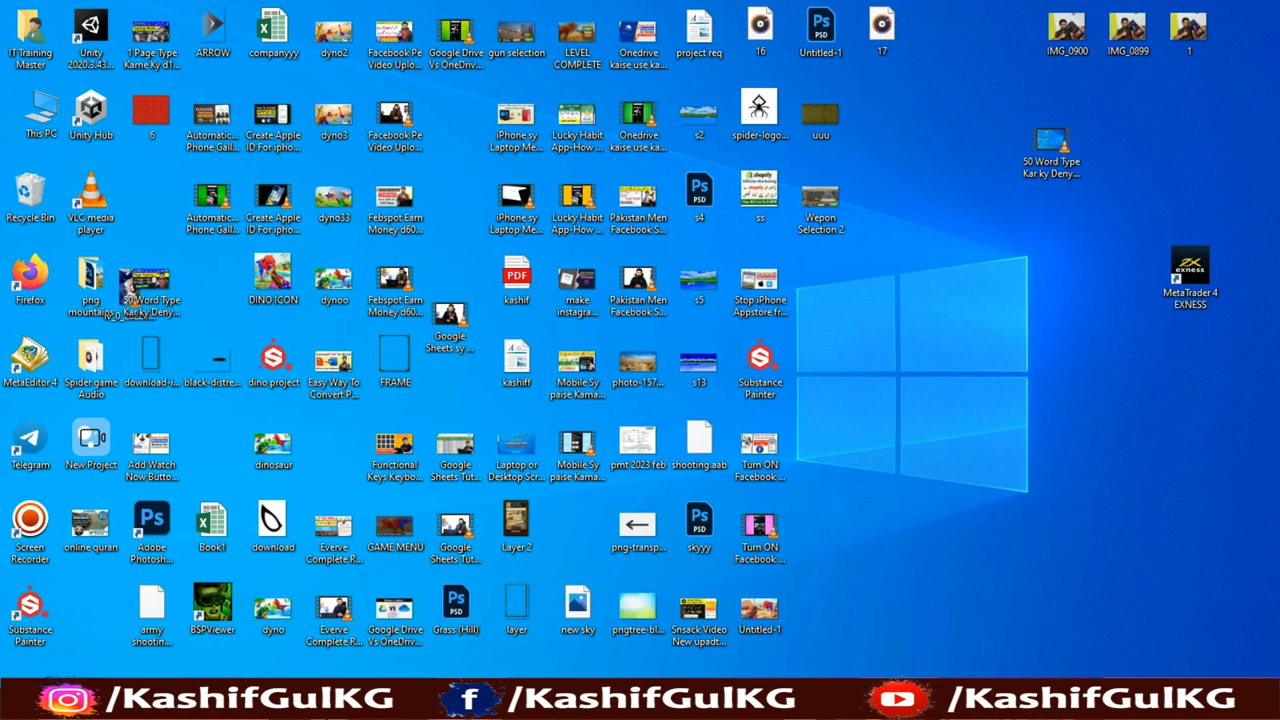 IT Training
Master
Unity
2020.3.43...
1 Page Type
Karne Ky d1...
ARROW
companyyy
dyno2
Facebook Pe
Video Uplo...
Google Drive
Vs OneDriv...
gun selection
LEVEL
COMPLETE
Onedrive
kaise use ka...
project req
16
Untitled-1
17
IMG_0900
IMG_0899
1
This PC
Unity Hub
6
Automatic...
Phone Gall...
Create Apple
ID For ipho...
dyno3
Facebook Pe
Video Uplo...
iPhone sy
Laptop Me...
Lucky Habit
App-How ...
Onedrive
kaise use ka...
s2
spider-logo...
uuu
50 Word Type
Kar ky Deny...
Recycle Bin
VLC media
player
Automatic...
Phone Gall...
Create Apple
ID For ipho...
dyno33
Febspot Earn
Money d60...
iPhone sy
Laptop Me...
Lucky Habit
App-How ...
Pakistan Men
Facebook S...
s4
ss
Wepon
Selection 2
Firefox
png
mountains
50 Word Type
Kar ky Deny...
DINO ICON
dynoo
Febspot Earn
Money d60...
Google
Sheets sy ...
PDF
kashif
make
instagra...
Pakistan Men
Facebook S...
s5
Stop iPhone
Appstore fr...
exness
MetaTrader 4
EXNESS
MetaEditor 4
Spider game
Audio
download-i...
black-distre...
dino project
Easy Way To
Convert P...
FRAME
kashiff
Mobile Sy
paise Kama...
photo-157...
s13
Substance
Painter
Telegram
New Project
Add Watch
Now Butto...
dinosaur
Functional
Keys Keybo...
Google
Sheets Tut...
Laptop or
Desktop Scr...
Mobile Sy
paise Kama...
pmt 2023 feb
shooting.aab
Turn ON
Facebook ...
Screen
Recorder
online quran
Adobe
Photosh...
Book1
download
Everve
Complete R...
GAME MENU
Google
Sheets Tut...
Layer 2
png-transp...
skyyy
Turn ON
Facebook ...
Substance
Painter
army
shootin...
BSPViewer
dyno
Everve
Complete R...
Google Drive
Vs OneDriv...
Grass (Hill)
layer
new sky
pngtree-bl...
Snsack Video
New upadt...
Untitled-1
/KashifGulKG
/KashifGulKG
/KashifGulKG